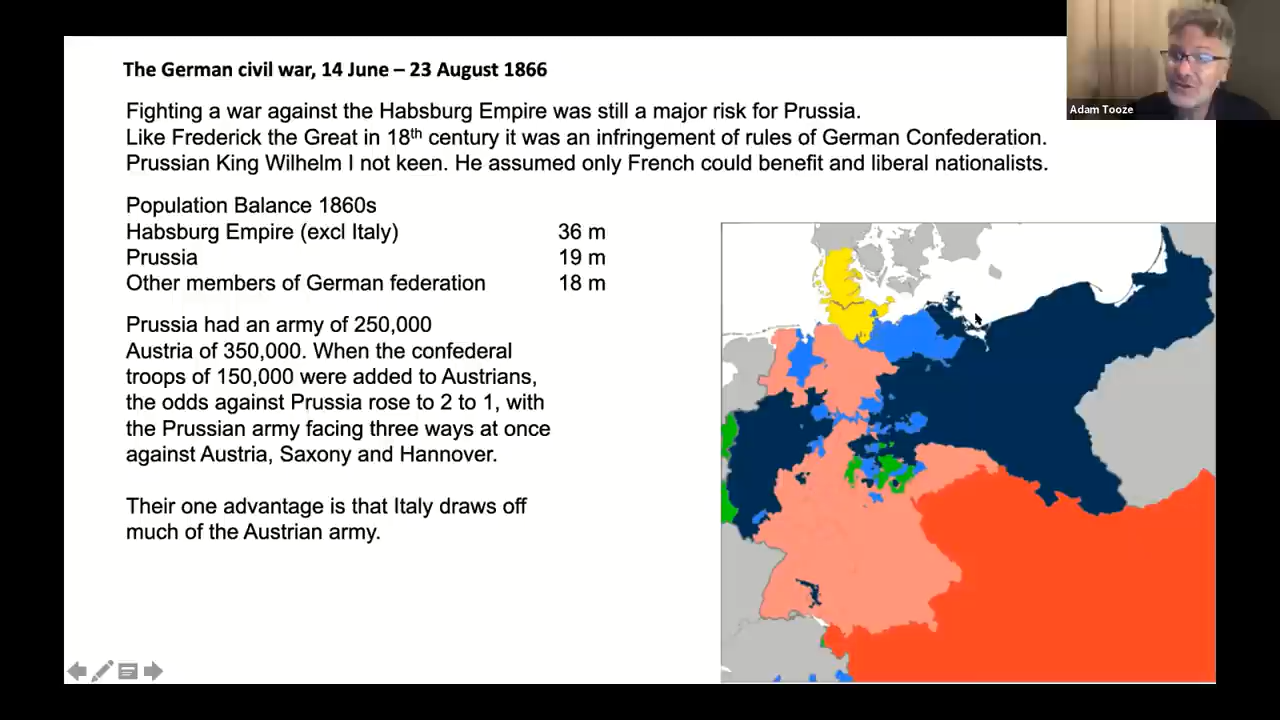 The German civil war, 14 June – 23 August 1866
Adam Tooze
Fighting a war against the Habsburg Empire was still a major risk for Prussia.
Like Frederick the Great in 18th century it was an infringement of rules of German Confederation.
Prussian King Wilhelm I not keen. He assumed only French could benefit and liberal nationalists.
Population Balance 1860s
Habsburg Empire (excl Italy) 36 m
Prussia 19 m
Other members of German federation 18 m
Prussia had an army of 250,000
Austria of 350,000. When the confederal
troops of 150,000 were added to Austrians,
the odds against Prussia rose to 2 to 1, with
the Prussian army facing three ways at once
against Austria, Saxony and Hannover.
Their one advantage is that Italy draws off
much of the Austrian army.